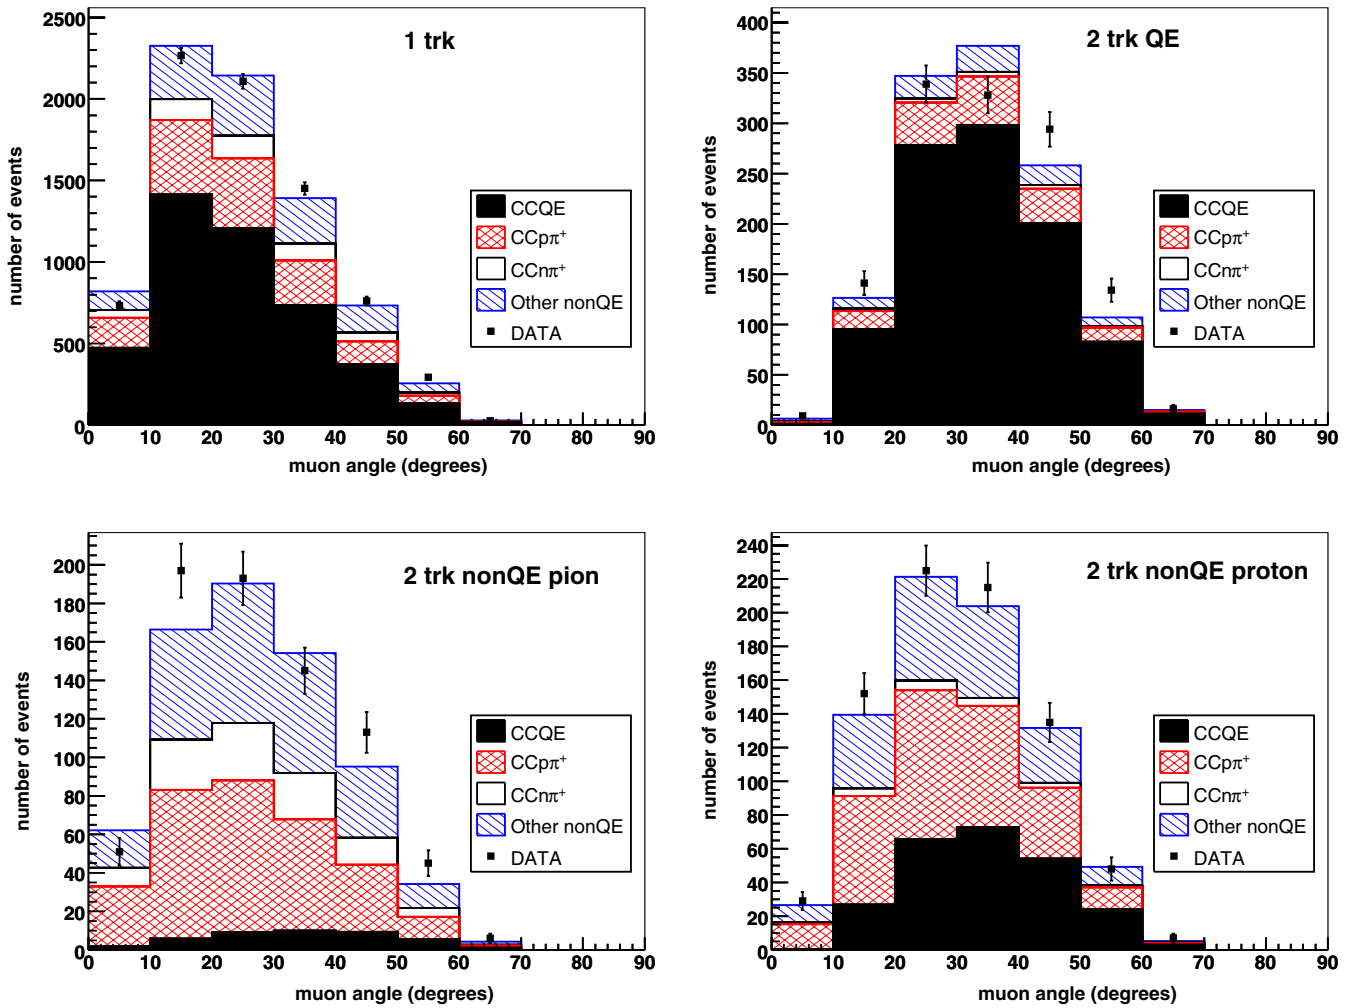 1 trk
number of events
2500
2000
1500
1000
500
0
0 10 20 30 40 50 60 70 80 90
muon angle (degrees)
CCQE
CCpπ⁺
CCnπ⁺
Other nonQE
DATA
2 trk QE
number of events
400
350
300
250
200
150
100
50
0
0 10 20 30 40 50 60 70 80 90
muon angle (degrees)
CCQE
CCpπ⁺
CCnπ⁺
Other nonQE
DATA
2 trk nonQE pion
number of events
200
180
160
140
120
100
80
60
40
20
0
0 10 20 30 40 50 60 70 80 90
muon angle (degrees)
CCQE
CCpπ⁺
CCnπ⁺
Other nonQE
DATA
2 trk nonQE proton
number of events
240
220
200
180
160
140
120
100
80
60
40
20
0
0 10 20 30 40 50 60 70 80 90
muon angle (degrees)
CCQE
CCpπ⁺
CCnπ⁺
Other nonQE
DATA